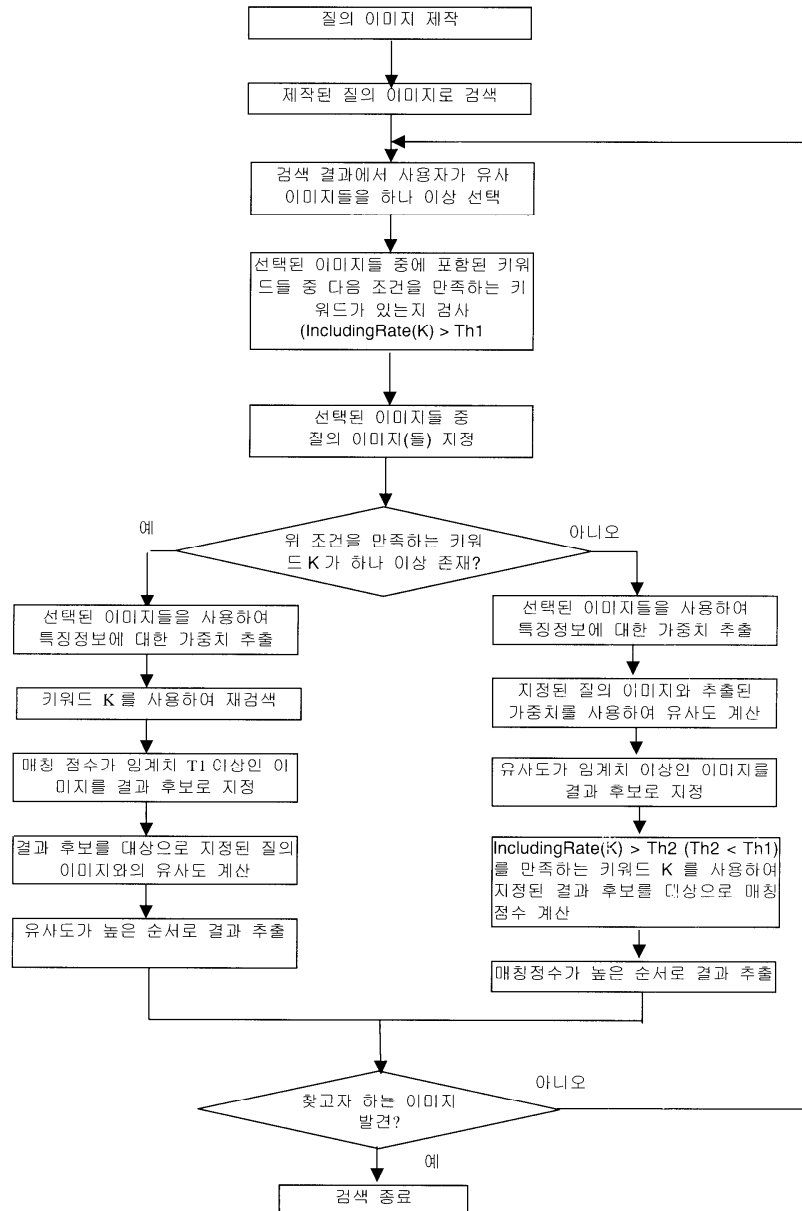 질의 이미지 제작
제작된 질의 이미지로 검색
검색 결과에서 사용자가 유사
이미지들을 하나 이상 선택
선택된 이미지들 중에 포함된 키워
드들 중 다음 조건을 만족하는 키
워드가 있는지 검사
(IncludingRate(K) > Th1
선택된 이미지들 중
질의 이미지(들) 지정
예
아니오
위 조건을 만족하는 키워
드 K 가 하나 이상 존재?
선택된 이미지들을 사용하여
특징정보에 대한 가중치 추출
키워드 K 를 사용하여 재검색
매칭 점수가 임계치 T1 이상인 이
미지를 결과 후보로 지정
결과 후보를 대상으로 지정된 질의
이미지와의 유사도 계산
유사도가 높은 순서로 결과 추출
선택된 이미지들을 사용하여
특징정보에 대한 가중치 추출
지정된 질의 이미지와 추출된
가중치를 사용하여 유사도 계산
유사도가 임계치 이상인 이미지를
결과 후보로 지정
IncludingRate(K) > Th2 (Th2 < Th1)
를 만족하는 키워드 K 를 사용하여
지정된 결과 후보를 대상으로 매칭
점수 계산
매칭점수가 높은 순서로 결과 추출
찾고자 하는 이미지
발견?
아니오
예
검색 종료